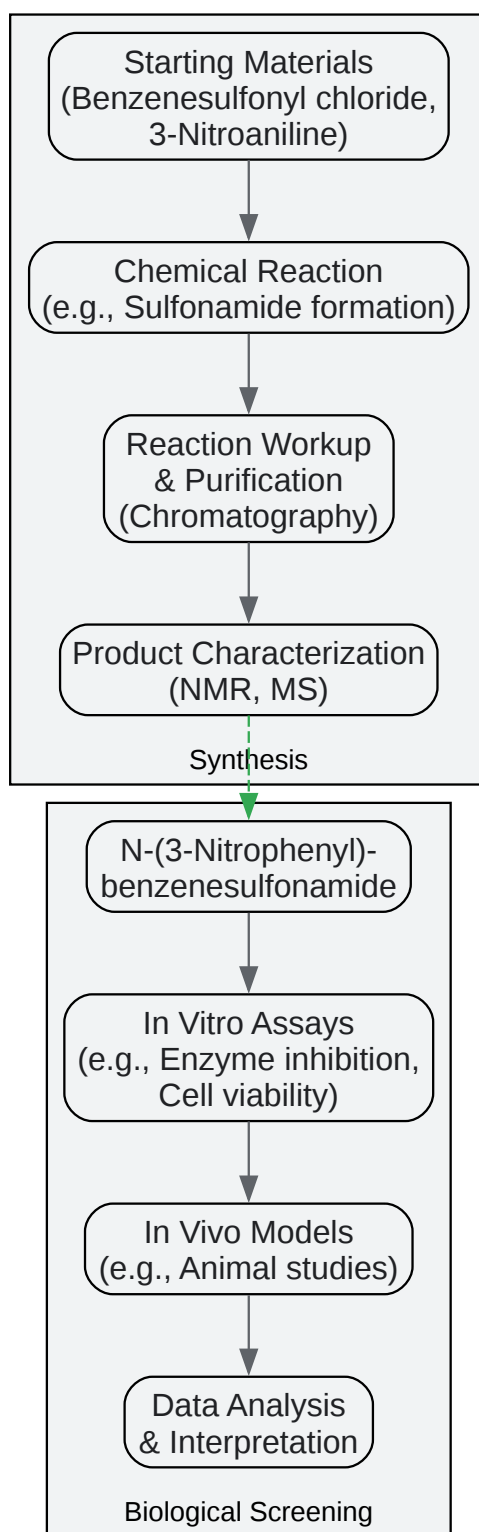 Starting Materials
(Benzenesulfonyl chloride,
3-Nitroaniline)
Chemical Reaction
(e.g., Sulfonamide formation)
Reaction Workup
& Purification
(Chromatography)
Product Characterization
(NMR, MS)
Synthesis
N-(3-Nitrophenyl)-
benzenesulfonamide
In Vitro Assays
(e.g., Enzyme inhibition,
Cell viability)
In Vivo Models
(e.g., Animal studies)
Data Analysis
& Interpretation
Biological Screening